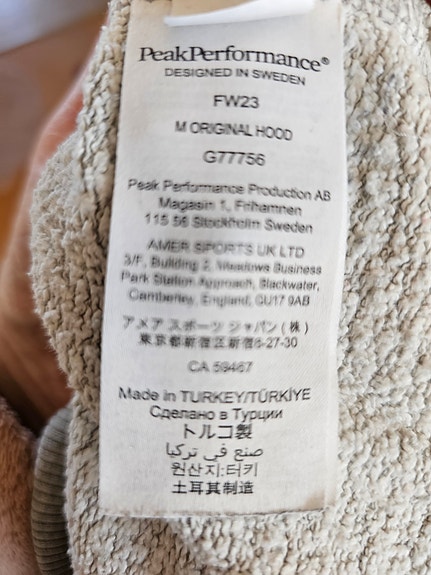 PeakPerformance®
DESIGNED IN SWEDEN
FW23
M ORIGINAL HOOD
G77756
Peak Performance Production AB
Magasin 1, Frihamnen
115 56 Stockholm Sweden
AMER SPORTS UK LTD
3/F, Building 2, Meadows Business
Park Station Approach, Blackwater,
Camberley, England, GU17 9AB
アメア スポーツ ジャパン ( 株 )
東京都新宿区新宿6-27-30
CA 59467
Made in TURKEY/TÜRKİYE
Сделано в Турции
トルコ製
صنع في تركيا
원산지:터키
土耳其制造